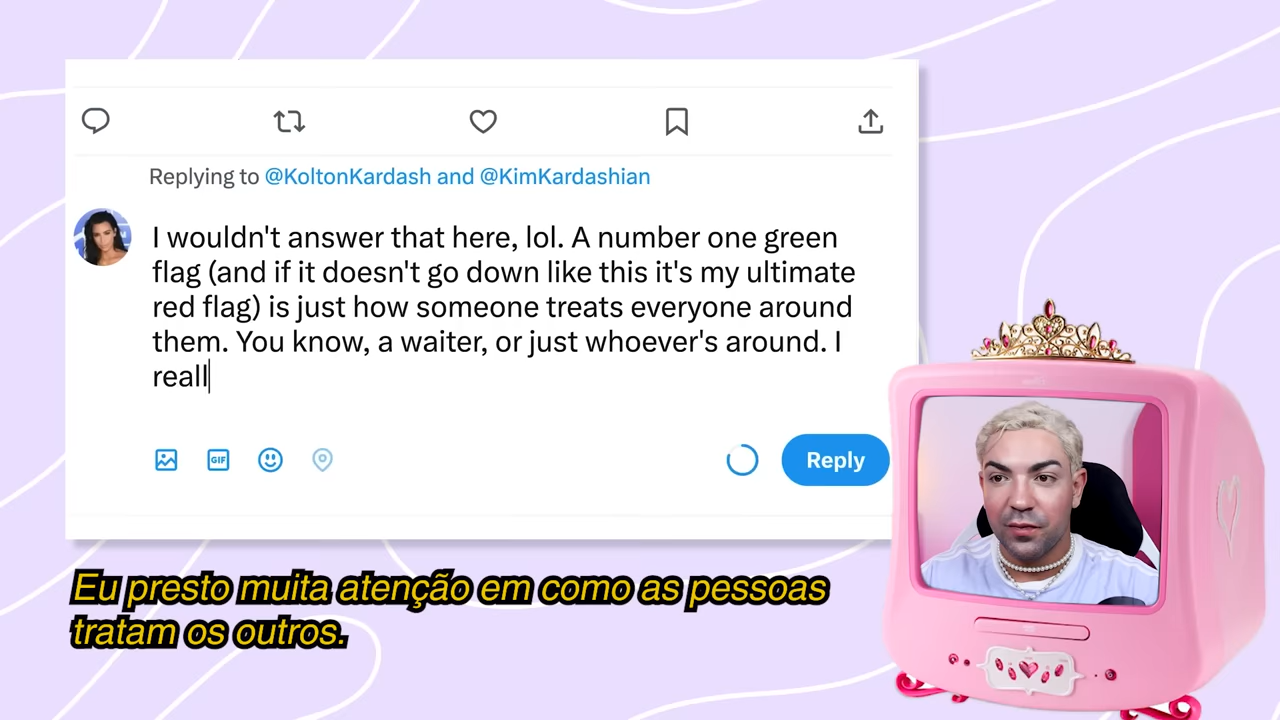 Replying to @KoltonKardash and @KimKardashian
I wouldn't answer that here, lol. A number one green
flag (and if it doesn't go down like this it's my ultimate
red flag) is just how someone treats everyone around
them. You know, a waiter, or just whoever's around. I
reall
GIF
Reply
Eu presto muita atenção em como as pessoas
tratam os outros.